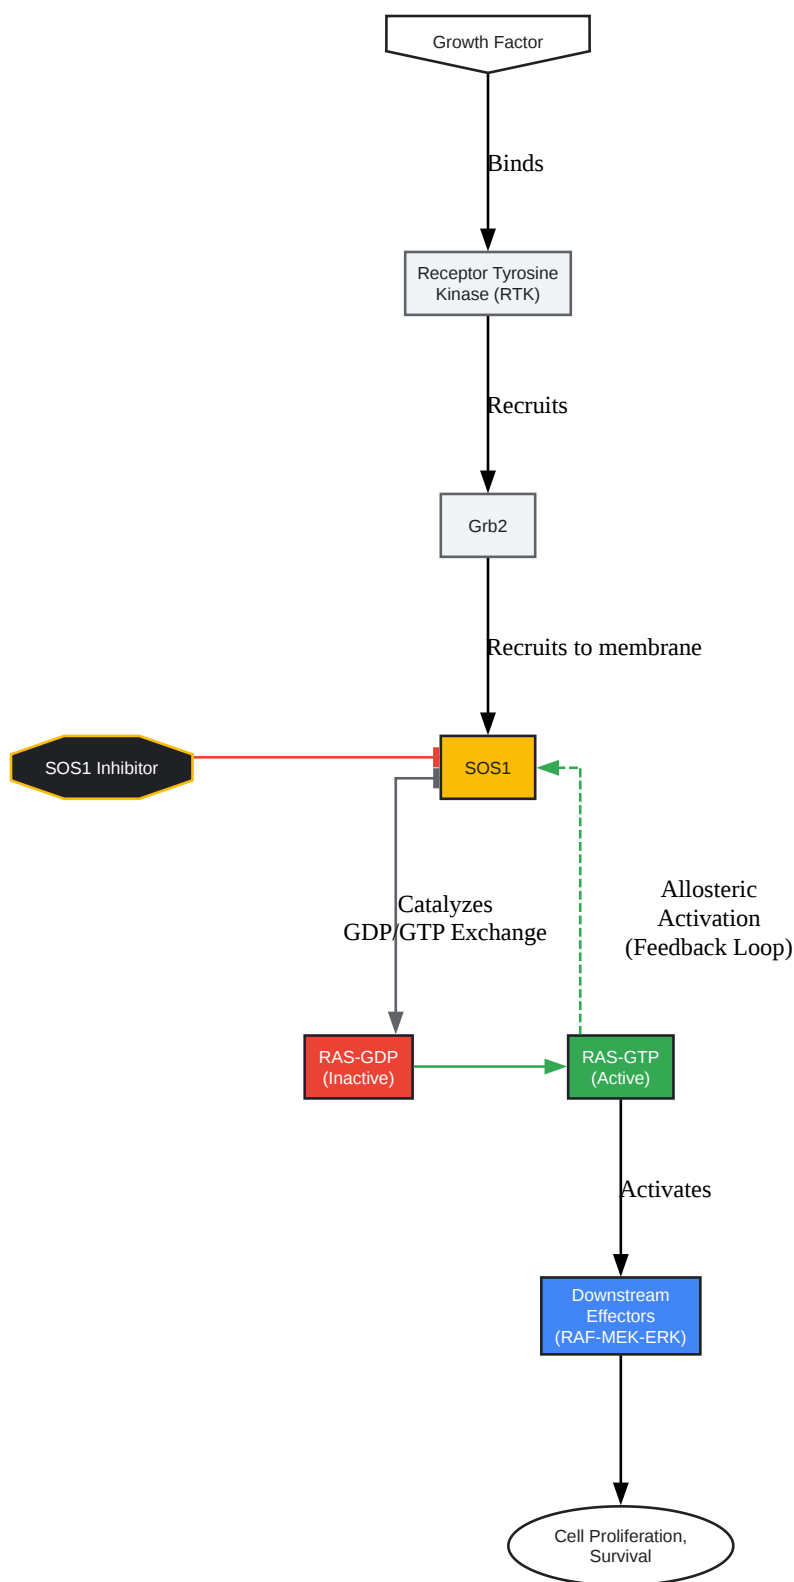 Growth Factor
Binds
Receptor Tyrosine
Kinase (RTK)
Recruits
Grb2
Recruits to membrane
SOS1 Inhibitor
SOS1
Allosteric
Activation
(Feedback Loop)
Catalyzes
GDP/GTP Exchange
RAS-GDP
(Inactive)
RAS-GTP
(Active)
Activates
Downstream
Effectors
(RAF-MEK-ERK)
Cell Proliferation,
Survival